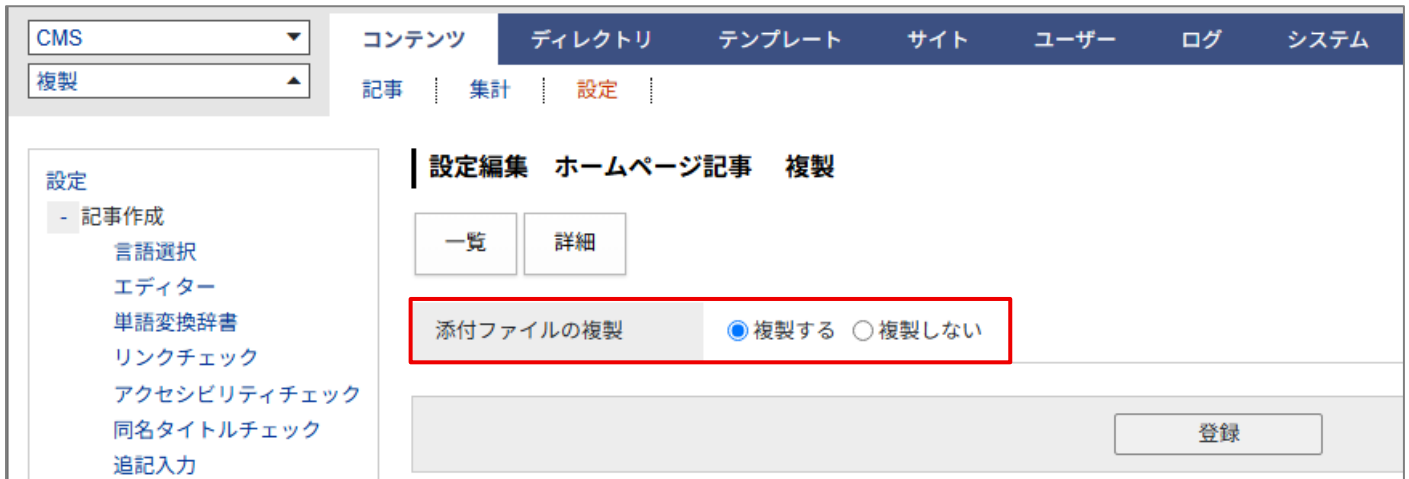 CMS
複製
コンテンツ ディレクトリ テンプレート サイト ユーザー ログ システム
記事 集計 設定
設定
- 記事作成
言語選択
エディター
単語変換辞書
リンクチェック
アクセシビリティチェック
同名タイトルチェック
追記入力
設定編集 ホームページ記事 複製
一覧 詳細
添付ファイルの複製 複製する 複製しない
登録